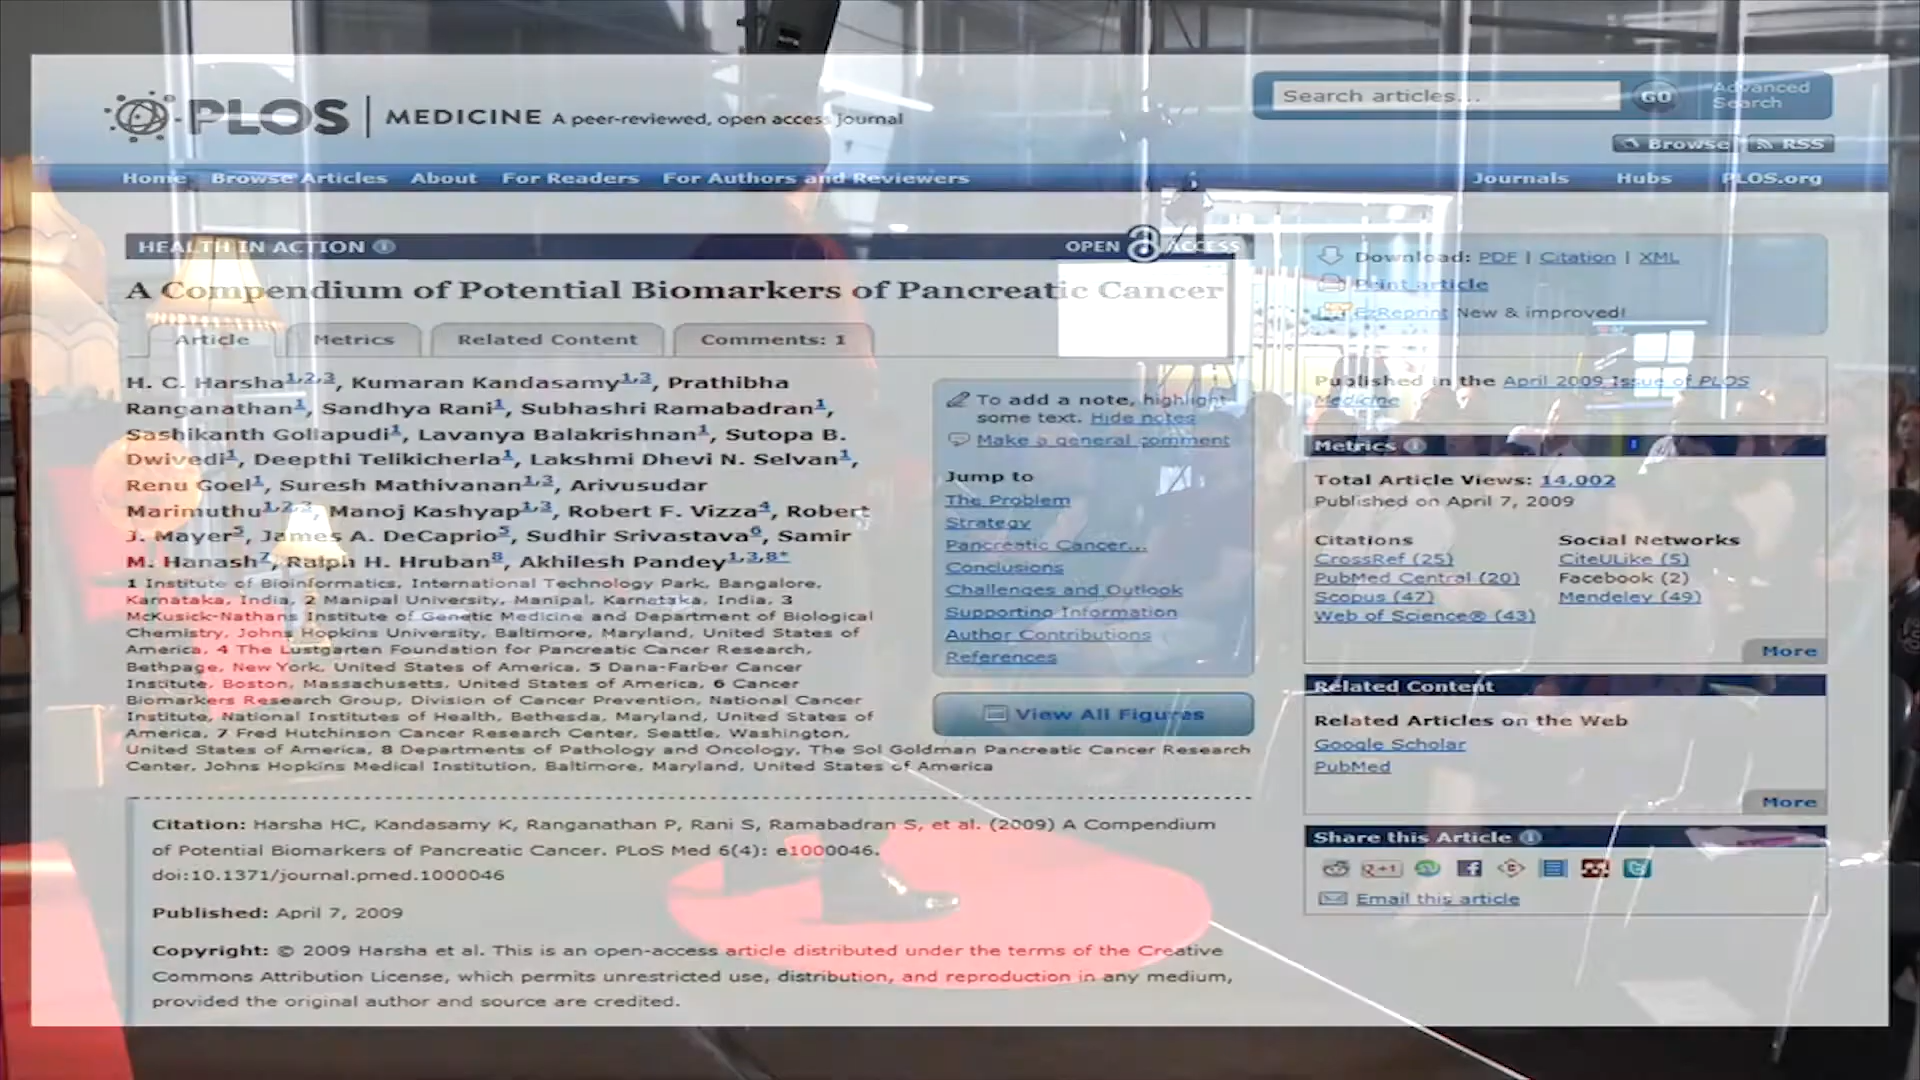 PLOS | MEDICINE A peer-reviewed, open access Journal
Search articles...
GO
Advanced
Search
Browse
RSS
Home
Browse Articles
About
For Readers
For Authors and Reviewers
Journals
Hubs
PLOS.org
HEALTH IN ACTION
OPEN ACCESS
A Compendium of Potential Biomarkers of Pancreatic Cancer
Article
Metrics
Related Content
Comments: 1
H. C. Harsha1,2,3, Kumaran Kandasamy1,3, Prathibha
Ranganathan1, Sandhya Rani1, Subhashri Ramabadran1,
Sashikanth Gollapudi1, Lavanya Balakrishnan1, Sutopa B.
Dwivedi1, Deepthi Telikicherla1, Lakshmi Dhevi N. Selvan1,
Renu Goel1, Suresh Mathivanan1,3, Arivusudar
Marimuthu1,2,3, Manoj Kashyap1,3, Robert F. Vizza4, Robert
J. Mayer5, James A. DeCaprio5, Sudhir Srivastava6, Samir
M. Hanash7, Ralph H. Hruban8, Akhilesh Pandey1,3,8*
1 Institute of Bioinformatics, International Technology Park, Bangalore,
Karnataka, India, 2 Manipal University, Manipal, Karnataka, India, 3
McKusick-Nathans Institute of Genetic Medicine and Department of Biological
Chemistry, Johns Hopkins University, Baltimore, Maryland, United States of
America, 4 The Lustgarten Foundation for Pancreatic Cancer Research,
Bethpage, New York, United States of America, 5 Dana-Farber Cancer
Institute, Boston, Massachusetts, United States of America, 6 Cancer
Biomarkers Research Group, Division of Cancer Prevention, National Cancer
Institute, National Institutes of Health, Bethesda, Maryland, United States of
America, 7 Fred Hutchinson Cancer Research Center, Seattle, Washington,
United States of America, 8 Departments of Pathology and Oncology, The Sol Goldman Pancreatic Cancer Research
Center, Johns Hopkins Medical Institution, Baltimore, Maryland, United States of America
To add a note, highlight
some text. Hide notes
Make a general comment
Jump to
The Problem
Strategy
Pancreatic Cancer...
Conclusions
Challenges and Outlook
Supporting Information
Author Contributions
References
View All Figures
Citation: Harsha HC, Kandasamy K, Ranganathan P, Rani S, Ramabadran S, et al. (2009) A Compendium
of Potential Biomarkers of Pancreatic Cancer. PLoS Med 6(4): e1000046.
doi:10.1371/journal.pmed.1000046
Published: April 7, 2009
Copyright: © 2009 Harsha et al. This is an open-access article distributed under the terms of the Creative
Commons Attribution License, which permits unrestricted use, distribution, and reproduction in any medium,
provided the original author and source are credited.
Download: PDF | Citation | XML
Print article
EzReprint New & improved!
Published in the April 2009 Issue of PLOS
Medicine
Metrics
Total Article Views: 14,002
Published on April 7, 2009
Citations
CrossRef (25)
PubMed Central (20)
Scopus (47)
Web of Science® (43)
Social Networks
CiteULike (5)
Facebook (2)
Mendeley (49)
More
Related Content
Related Articles on the Web
Google Scholar
PubMed
More
Share this Article
Email this article